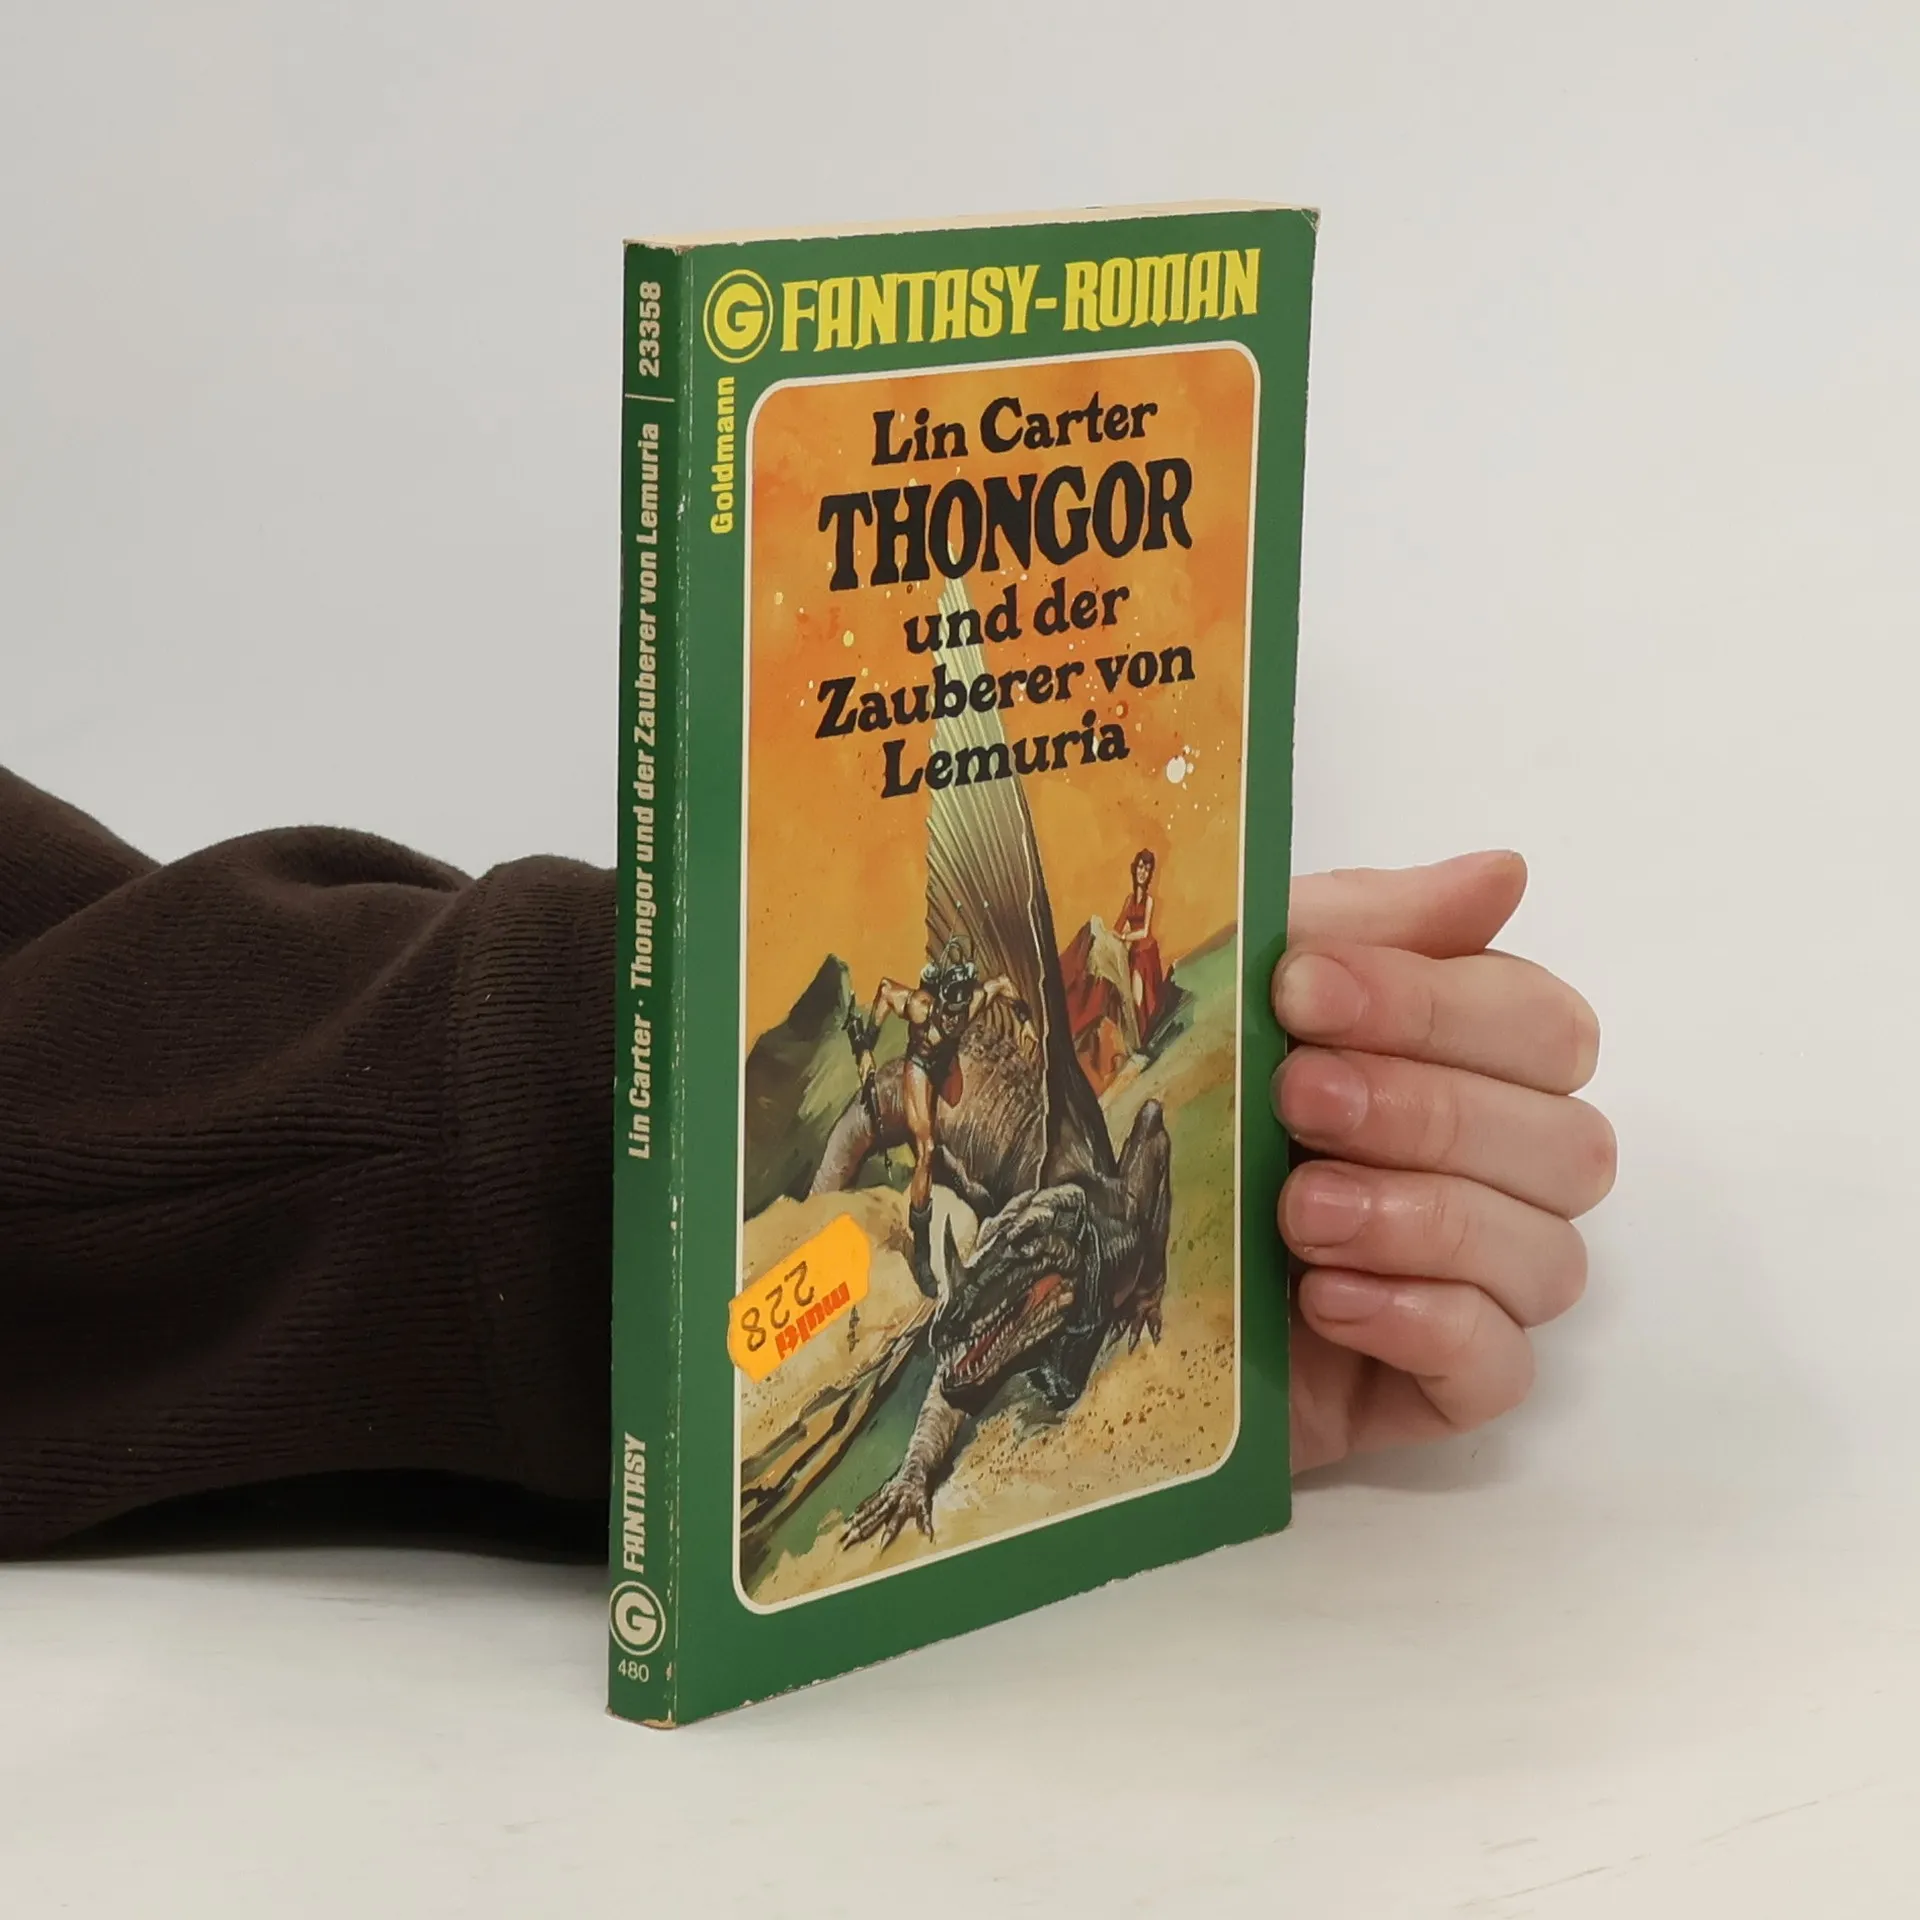 G FANTASY-ROMAN
Goldmann
Lin Carter
THONGOR
und der
Zauberer von
Lemuria
multi
228
Lin Carter · Thongor und der Zauberer von Lemuria | 23358
G FANTASY
480